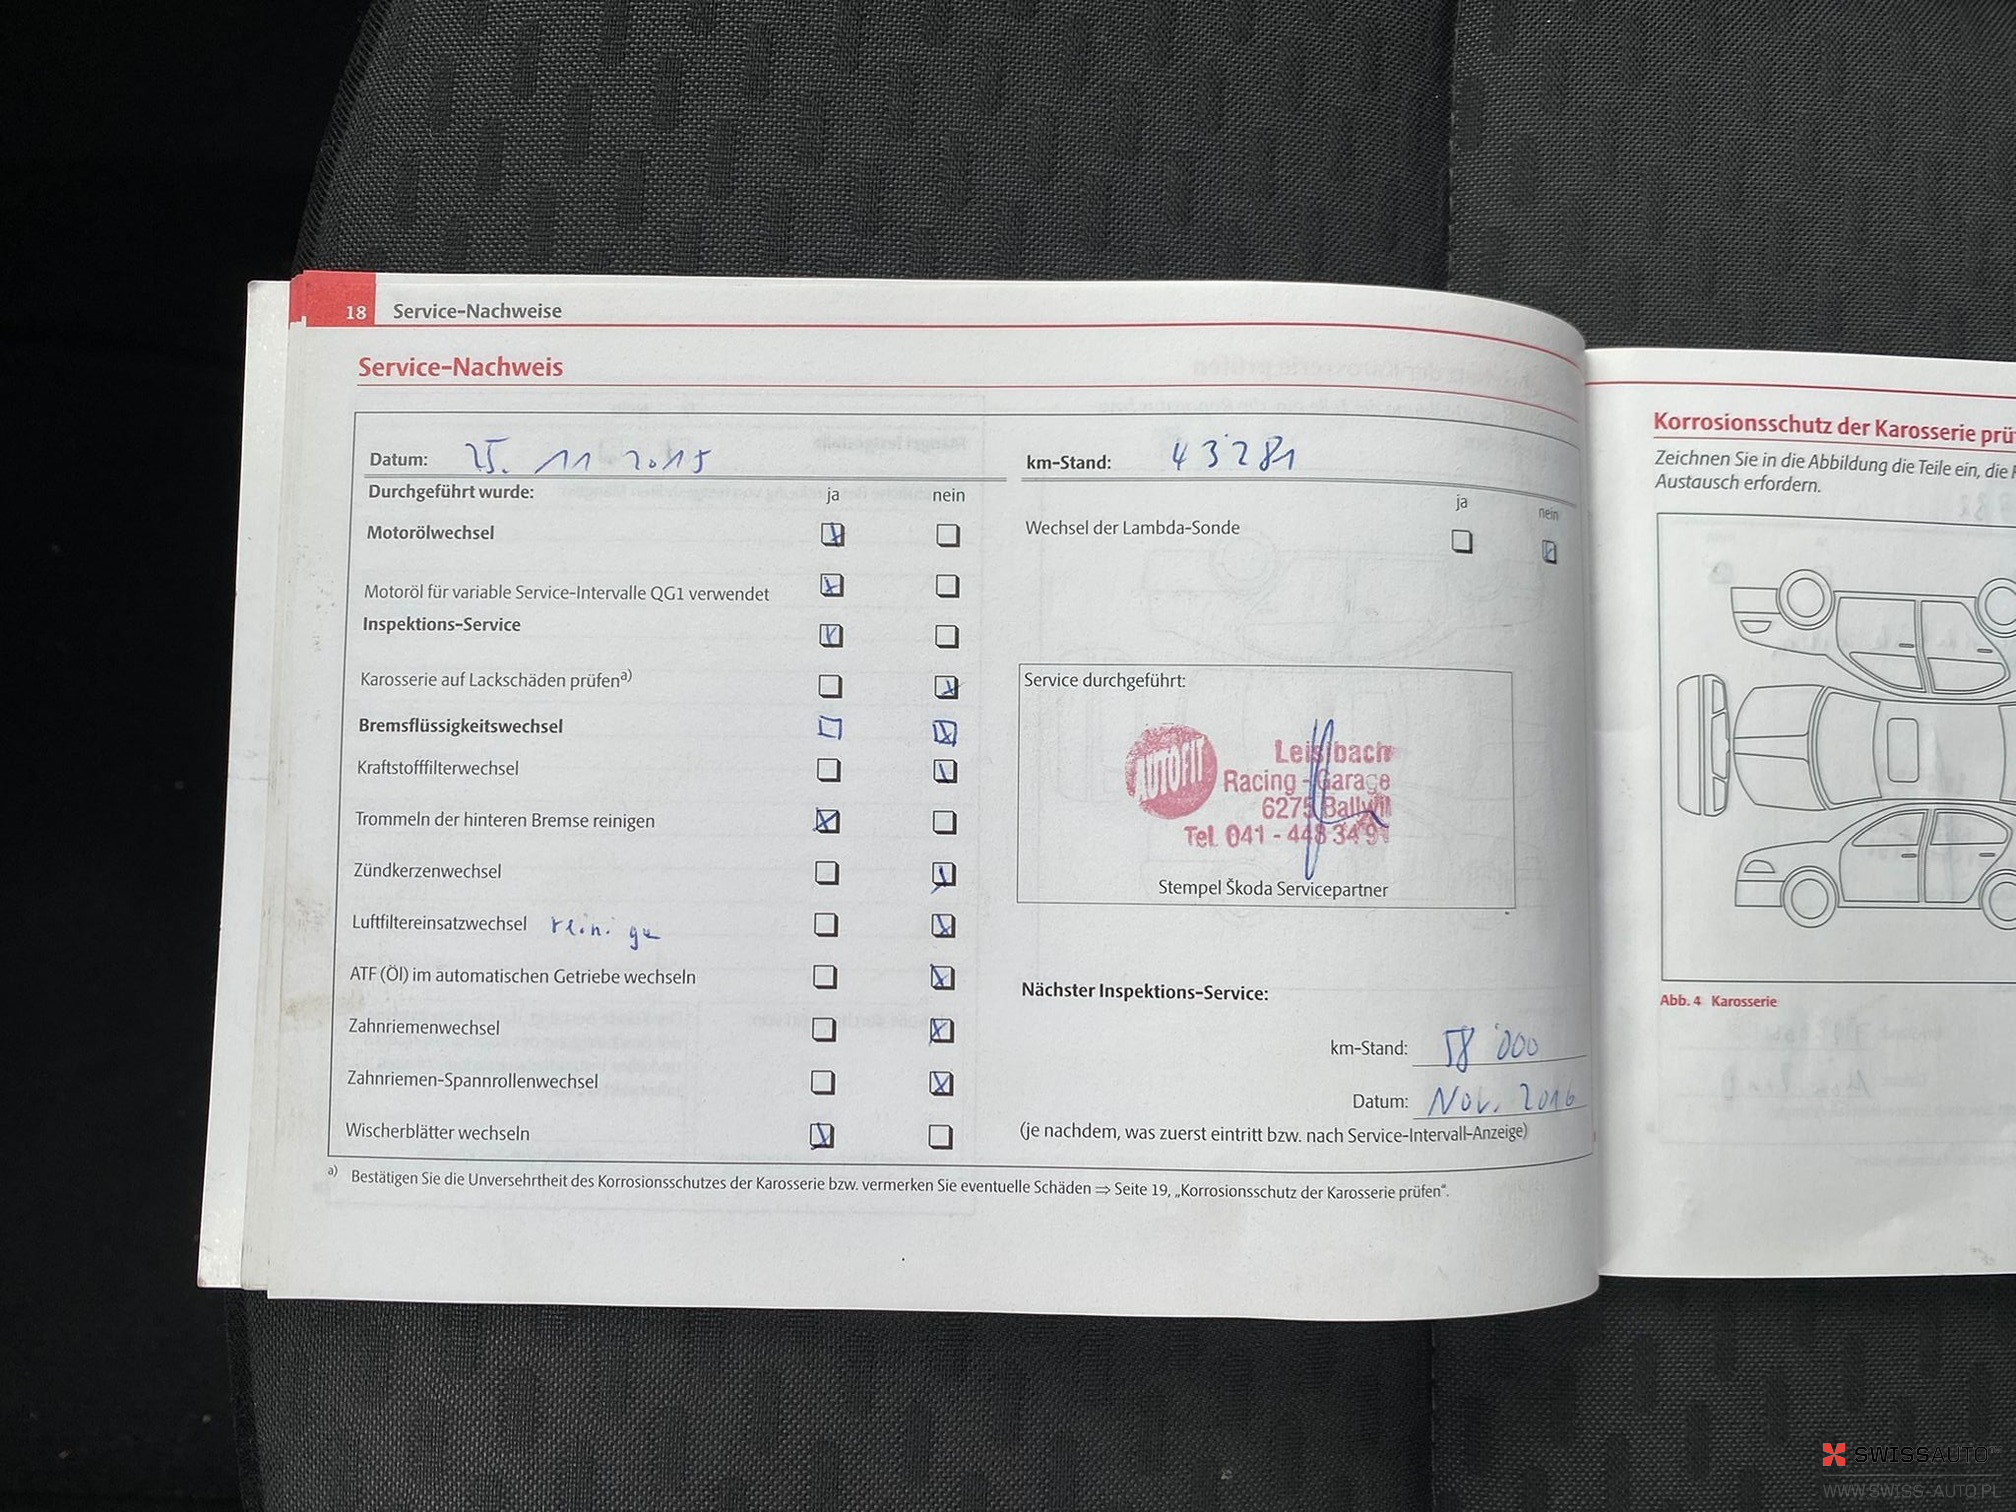 18 Service-Nachweise
Service-Nachweis
Datum: 25. 11 2015
km-Stand: 43'281
Durchgeführt wurde: ja nein
Motorölwechsel
Motoröl für variable Service-Intervalle QG1 verwendet
Inspektions-Service
Karosserie auf Lackschäden prüfen a)
Bremsflüssigkeitswechsel
Kraftstofffilterwechsel
Trommeln der hinteren Bremse reinigen
Zündkerzenwechsel
Luftfiltereinsatzwechsel
ATF (Öl) im automatischen Getriebe wechseln
Zahnriemenwechsel
Zahnriemen-Spannrollenwechsel
Wischerblätter wechseln
ja nein
Wechsel der Lambda-Sonde
Service durchgeführt:
AUTOFIT
Racing - Garage
6275 Ballwil
Tel. 041 - 448 34 91
Stempel Škoda Servicepartner
Nächster Inspektions-Service:
km-Stand: 58'000
Datum: Nov. 2016
(je nachdem, was zuerst eintritt bzw. nach Service-Intervall-Anzeige)
a) Bestätigen Sie die Unversehrtheit des Korrosionsschutzes der Karosserie bzw. vermerken Sie eventuelle Schäden ⇒ Seite 19, „Korrosionsschutz der Karosserie prüfen“.
Korrosionsschutz der Karosserie prü
Zeichnen Sie in die Abbildung die Teile ein, die
Austausch erfordern.
Abb. 4 Karosserie
SWISSAUTO
WWW.SWISS-AUTO.PL